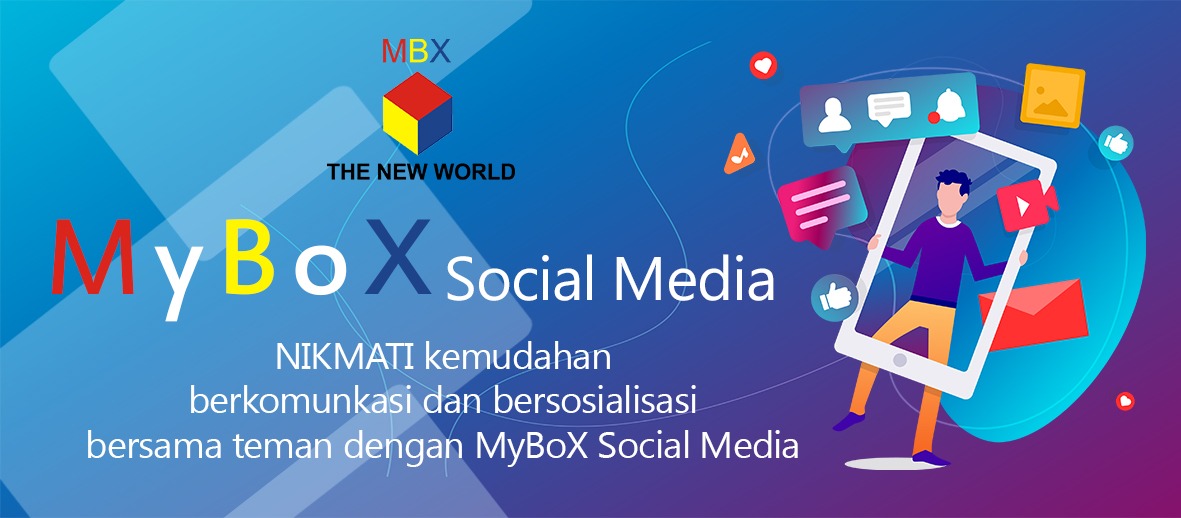 MBX
THE NEW WORLD
MyBoX Social Media
NIKMATI kemudahan
berkomunkasi dan bersosialisasi
bersama teman dengan MyBoX Social Media